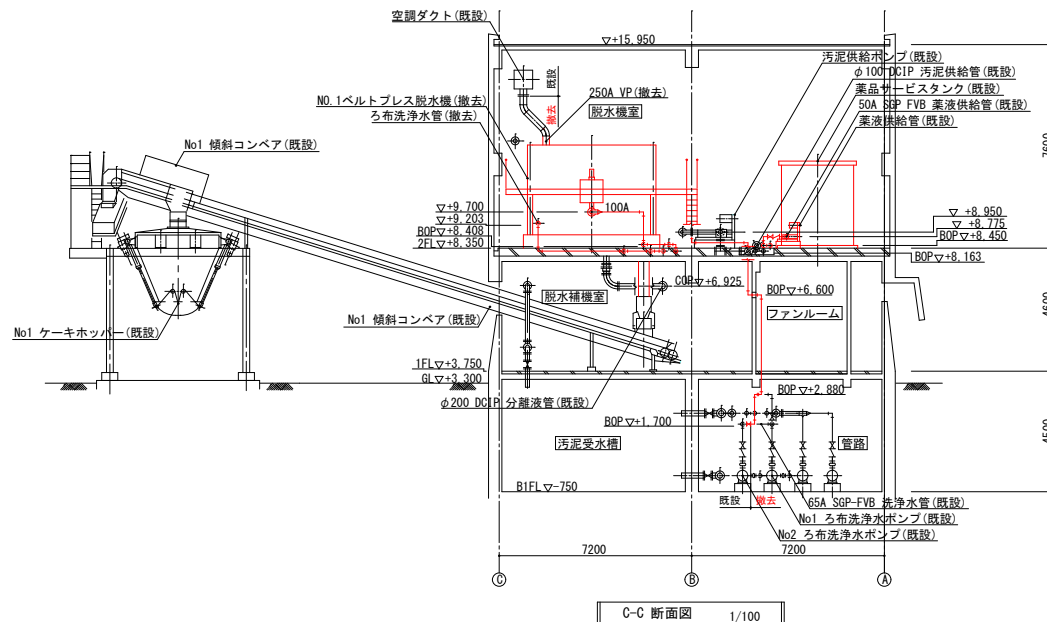 空調ダクト(既設)
▽+15.950
汚泥供給ポンプ(既設)
φ100 DCIP 汚泥供給管(既設)
薬品サービスタンク(既設)
50A SGP FVB 薬液供給管(既設)
薬液供給管(既設)
既設
撤去
250A VP(撤去)
脱水機室
NO.1ベルトプレス脱水機(撤去)
ろ布洗浄水管(撤去)
No1 傾斜コンベア(既設)
7600
▽+9.700
▽+9.203
BOP▽+8.408
2FL▽+8.350
100A
▽ +8.950
▽ +8.775
BOP▽+8.450
BOP▽+8.163
COP▽+6.925
BOP▽+6.600
脱水補機室
ファンルーム
4600
No1 傾斜コンベア(既設)
No1 ケーキホッパー(既設)
1FL▽+3.750
GL▽+3.300
φ200 DCIP 分離液管(既設)
BOP▽+2.880
BOP▽+1.700
汚泥受水槽
管路
4500
B1FL▽-750
既設
撤去
65A SGP-FVB 洗浄水管(既設)
No1 ろ布洗浄水ポンプ(既設)
No2 ろ布洗浄水ポンプ(既設)
7200
7200
C
B
A
C-C 断面図 1/100